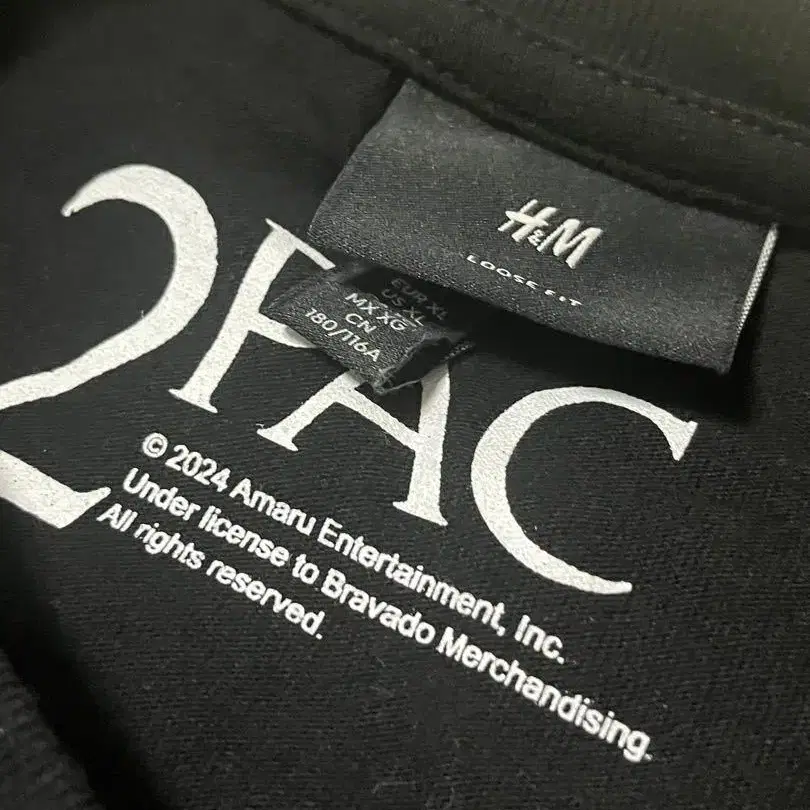 H&M
LOOSE FIT
EUR XL
US XL
MX XG
CN
180/116A
2PAC
© 2024 Amaru Entertainment, Inc.
Under license to Bravado Merchandising.
All rights reserved.